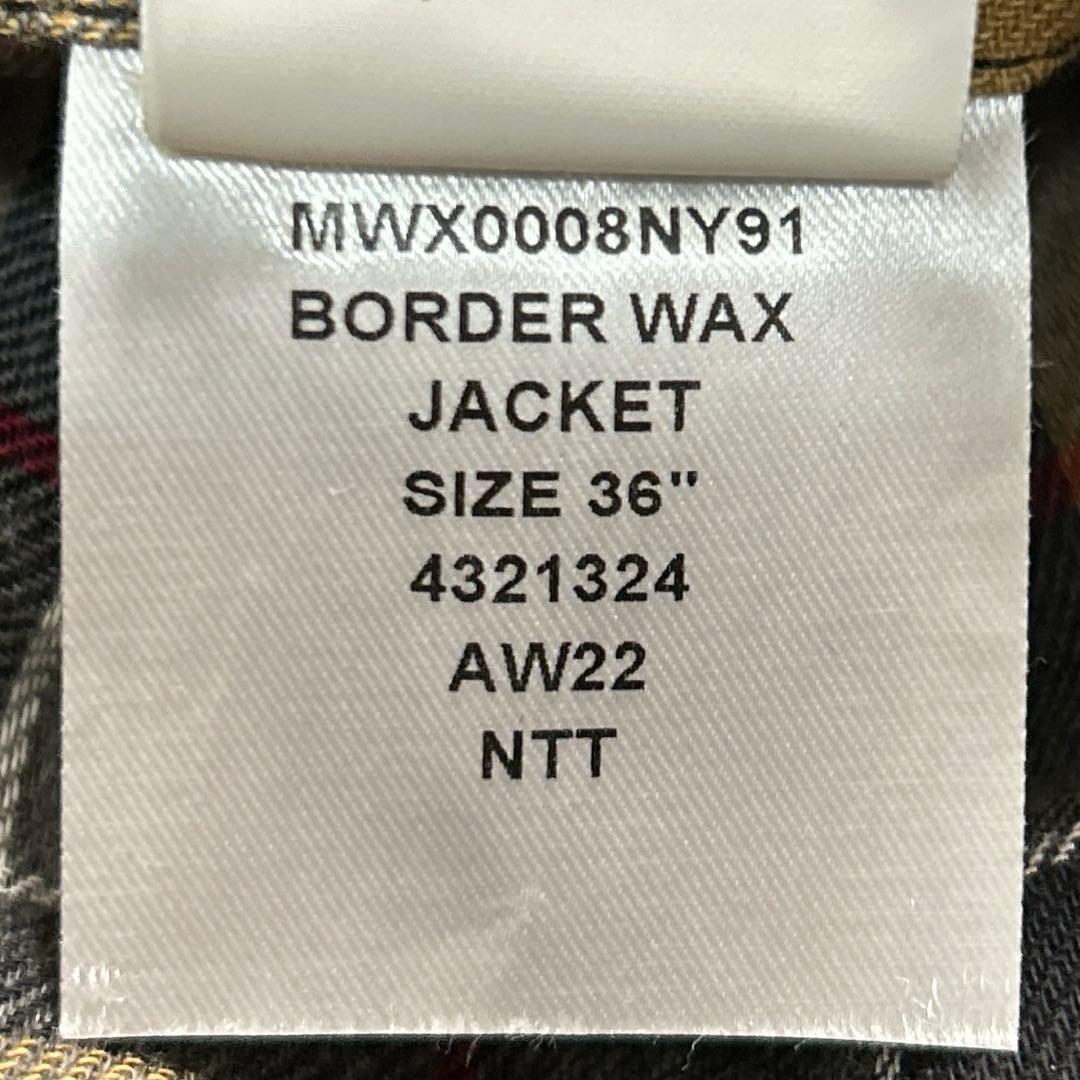 MWX0008NY91
BORDER WAX
JACKET
SIZE 36"
4321324
AW22
NTT